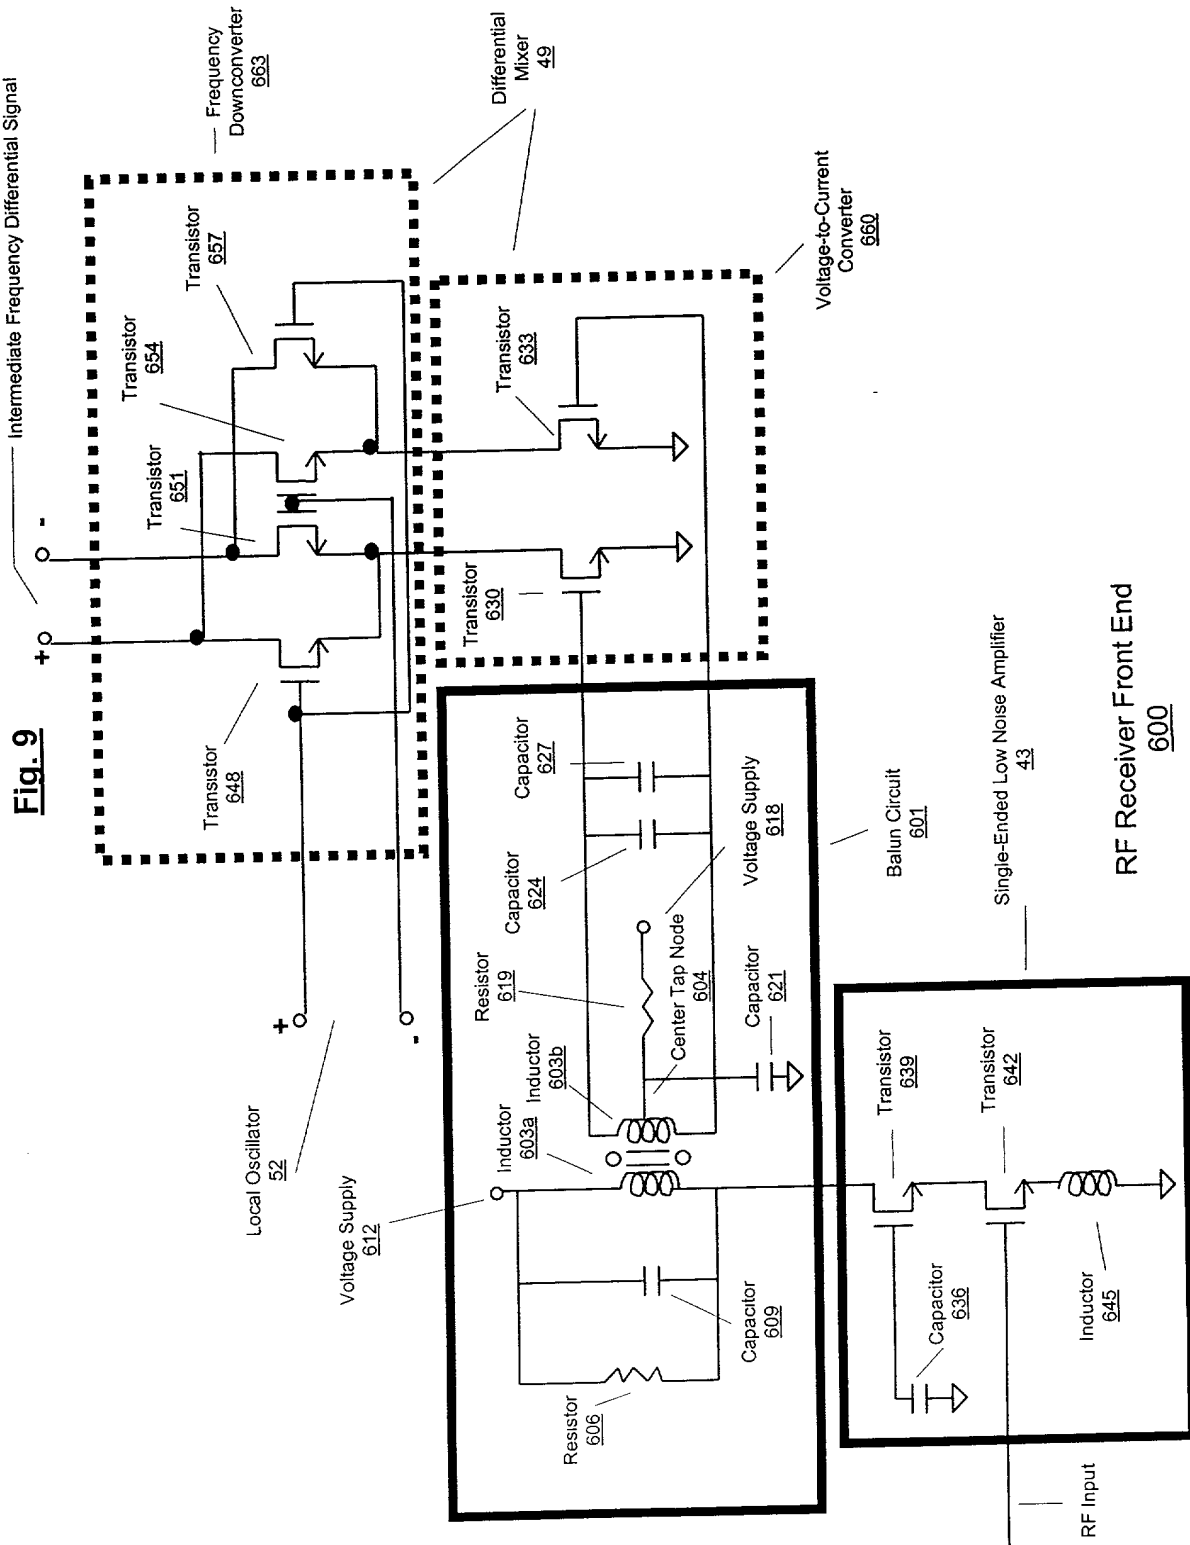 Fig. 9
Intermediate Frequency Differential Signal
+
-
Frequency
Downconverter
663
Transistor
657
Transistor
654
Transistor
651
Transistor
648
Differential
Mixer
49
Local Oscillator
52
+
-
Transistor
633
Transistor
630
Voltage-to-Current
Converter
660
Voltage Supply
612
Inductor
603a
Inductor
603b
Resistor
619
Center Tap Node
604
Capacitor
624
Capacitor
627
Voltage Supply
618
Capacitor
621
Capacitor
609
Resistor
606
Balun Circuit
601
Single-Ended Low Noise Amplifier
43
Transistor
639
Transistor
642
Capacitor
636
Inductor
645
RF Input
RF Receiver Front End
600